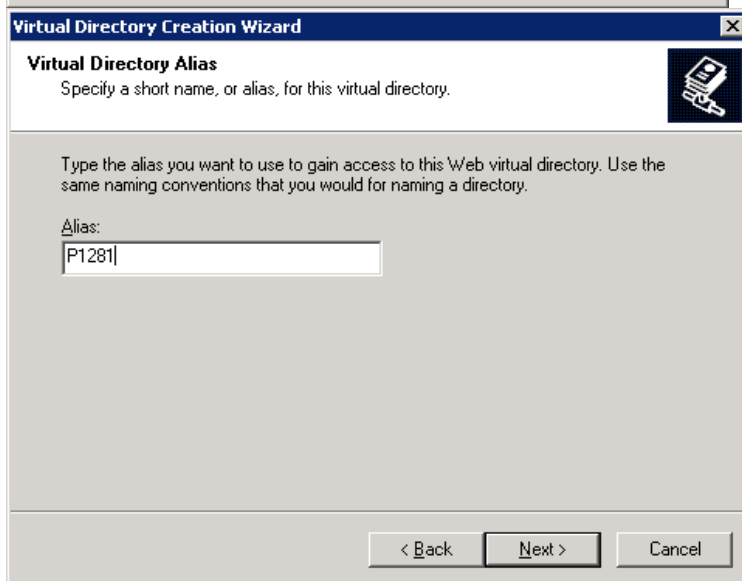 Virtual Directory Creation Wizard
Virtual Directory Alias
Specify a short name, or alias, for this virtual directory.
Type the alias you want to use to gain access to this Web virtual directory. Use the
same naming conventions that you would for naming a directory.
Alias:
P1281
< Back Next > Cancel